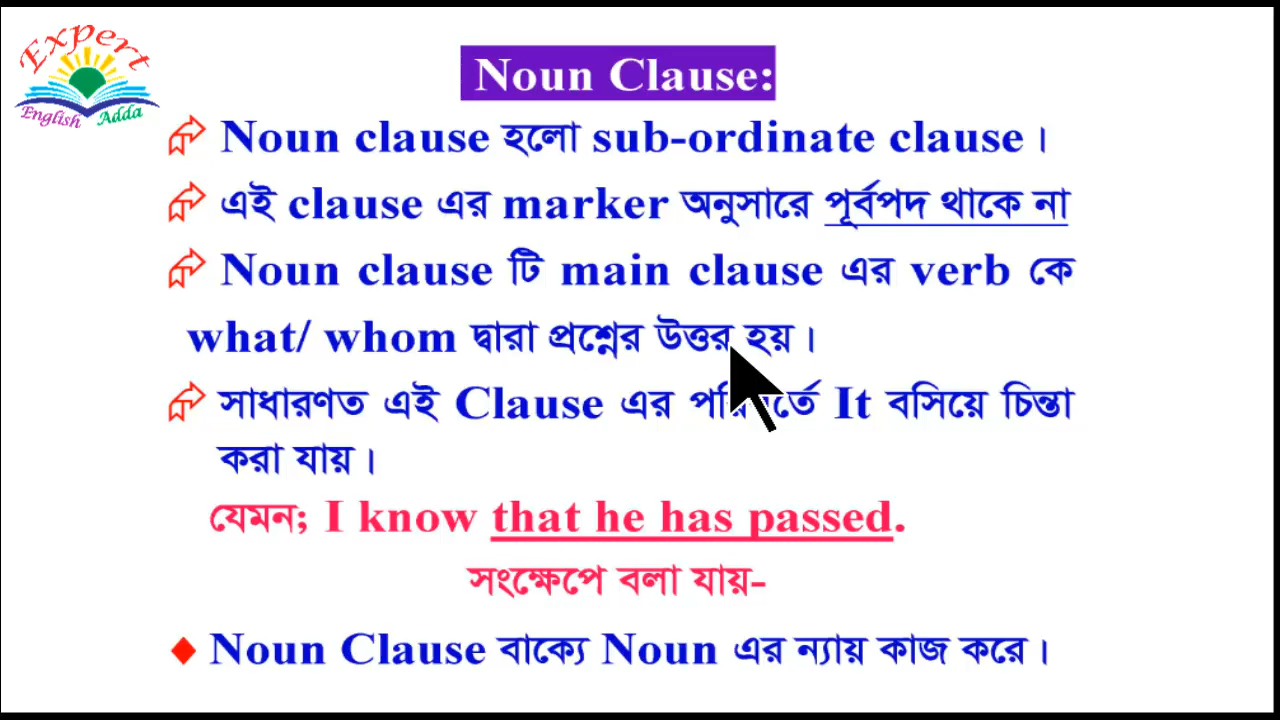 Expert
English Adda
Noun Clause:
Noun clause হলো sub-ordinate clause।
এই clause এর marker অনুসারে পূর্বপদ থাকে না
Noun clause টি main clause এর verb কে
what/ whom দ্বারা প্রশ্নের উত্তর হয়।
সাধারণত এই Clause এর পরিবর্তে It বসিয়ে চিন্তা
করা যায়।
যেমন; I know that he has passed.
সংক্ষেপে বলা যায়-
Noun Clause বাক্যে Noun এর ন্যায় কাজ করে।